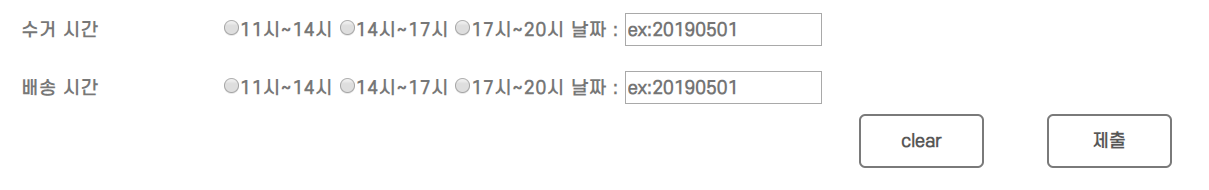 수거 시간 11시~14시 14시~17시 17시~20시 날짜 : ex:20190501
배송 시간 11시~14시 14시~17시 17시~20시 날짜 : ex:20190501
clear 제출